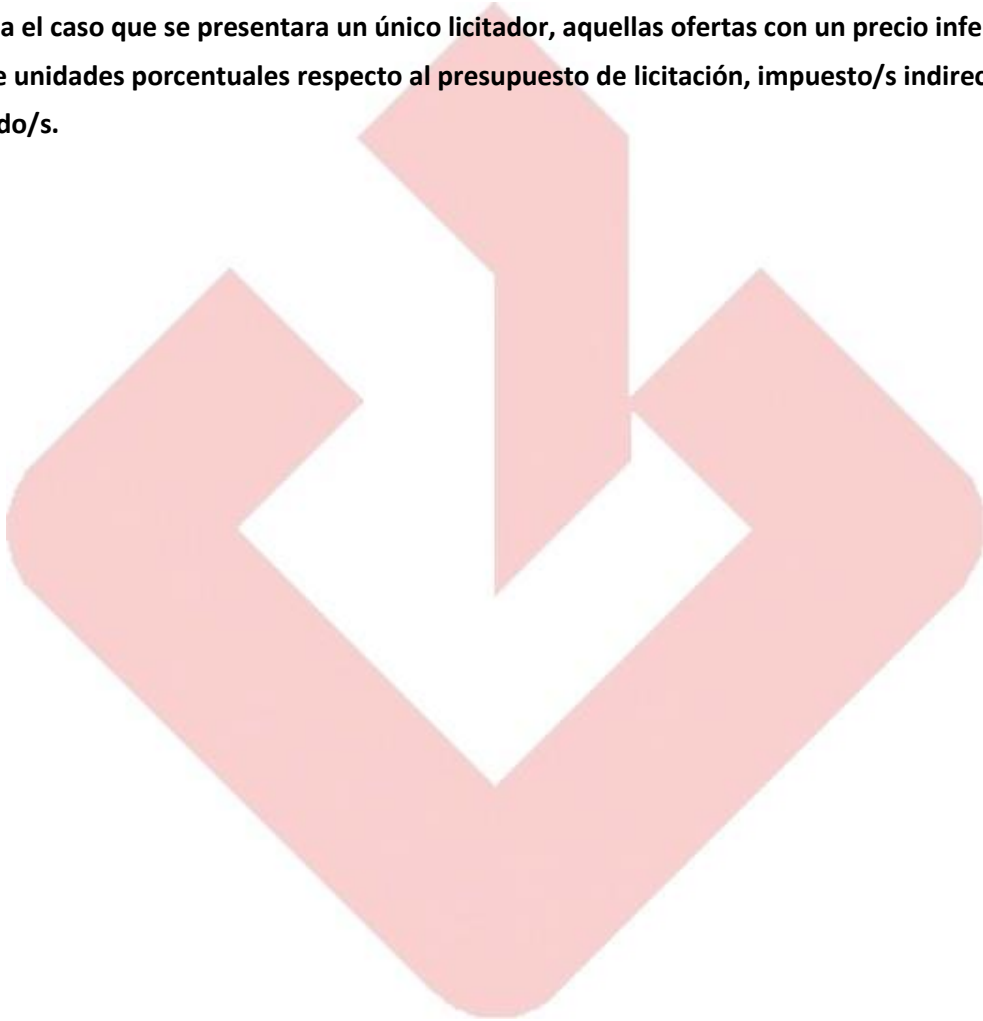 a el caso que se presentara un único licitador, aquellas ofertas con un precio infe
e unidades porcentuales respecto al presupuesto de licitación, impuesto/s indirec
do/s.